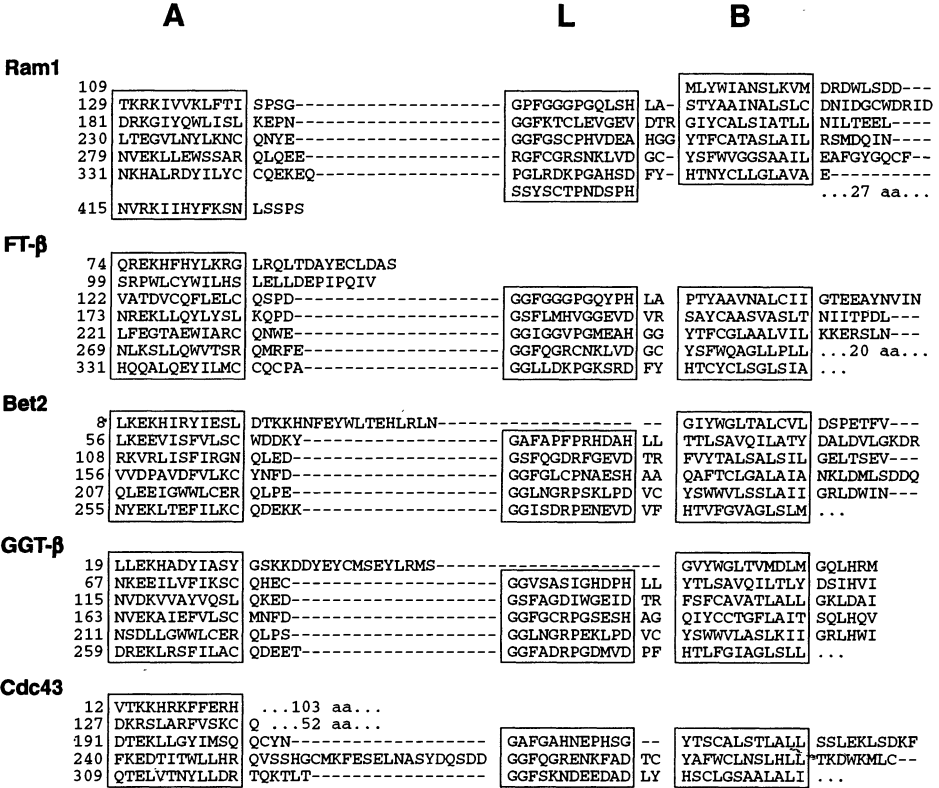 A L B
Ram1
109 MLYWIANSLKVM DRDWLSDD---
129 TKRKIVVKLFTI SPSG--------------------- GPFGGGPGQLSH LA- STYAAINALSLC DNIDGCWDRID
181 DRKGIYQWLISL KEPN--------------------- GGFKTCLEVGEV DTR GIYCALSIATLL NILTEEL----
230 LTEGVLNYLKNC QNYE--------------------- GGFGSCPHVDEA HGG YTFCATASLAIL RSMDQIN----
279 NVEKLLEWSSAR QLQEE-------------------- RGFCGRSNKLVD GC- YSFWVGGSAAIL EAFGYGQCF--
331 NKHALRDYILYC CQEKEQ------------------- PGLRDKPGAHSD FY- HTNYCLLGLAVA E----------
SSYSCTPNDSPH ...27 aa...
415 NVRKIIHYFKSN LSSPS
FT-β
74 QREKHFHYLKRG LRQLTDAYECLDAS
99 SRPWLCYWILHS LELLDEPIPQIV
122 VATDVCQFLELC QSPD--------------------- GGFGGGPGQYPH LA PTYAAVNALCII GTEEAYNVIN
173 NREKLLQYLYSL KQPD--------------------- GSFLMHVGGEVD VR SAYCAASVASLT NIITPDL---
221 LFEGTAEWIARC QNWE--------------------- GGIGGVPGMEAH GG YTFCGLAALVIL KKERSLN---
269 NLKSLLQWVTSR QMRFE-------------------- GGFQGRCNKLVD GC YSFWQAGLLPLL ...20 aa...
331 HQQALQEYILMC CQCPA-------------------- GGLLDKPGKSRD FY HTCYCLSGLSIA ...
Bet2
8 LKEKHIRYIESL DTKKHNFEYWLTEHLRLN------ -- -- GIYWGLTALCVL DSPETFV---
56 LKEEVISFVLSC WDDKY-------------------- GAFAPFPRHDAH LL TTLSAVQILATY DALDVLGKDR
108 RKVRLISFIRGN QLED--------------------- GSFQGDRFGEVD TR FVYTALSALSIL GELTSEV---
156 VVDPAVDFVLKC YNFD--------------------- GGFGLCPNAESH AA QAFTCLGALAIA NKLDMLSDDQ
207 QLEEIGWWLCER QLPE--------------------- GGLNGRPSKLPD VC YSWWVLSSLAII GRLDWIN---
255 NYEKLTEFILKC QDEKK-------------------- GGISDRPENEVD VF HTVFGVAGLSLM ...
GGT-β
19 LLEKHADYIASY GSKKDDYEYCMSEYLRMS--------------------- GVYWGLTVMDLM GQLHRM
67 NKEEILVFIKSC QHEC--------------------- GGVSASIGHDPH LL YTLSAVQILTLY DSIHVI
115 NVDKVVAYVQSL QKED--------------------- GSFAGDIWGEID TR FSFCAVATLALL GKLDAI
163 NVEKAIEFVLSC MNFD--------------------- GGFGCRPGSESH AG QIYCCTGFLAIT SQLHQV
211 NSDLLGWWLCER QLPS--------------------- GGLNGRPEKLPD VC YSWWVLASLKII GRLHWI
259 DREKLRSFILAC QDEET-------------------- GGFADRPGDMVD PF HTLFGIAGLSLL ...
Cdc43
12 VTKKHRKFFERH ...103 aa...
127 DKRSLARFVSKC Q ...52 aa...
191 DTEKLLGYIMSQ QCYN--------------------- GAFGAHNEPHSG -- YTSCALSTLALL SSLEKLSDKF
240 FKEDTITWLLHR QVSSHGCMKFESELNASYDQSDD GGFQGRENKFAD TC YAFWCLNSLHLL TKDWKMLC--
309 QTELVTNYLLDR TQKTLT------------------- GGFSKNDEEDAD LY HSCLGSAALALI ...